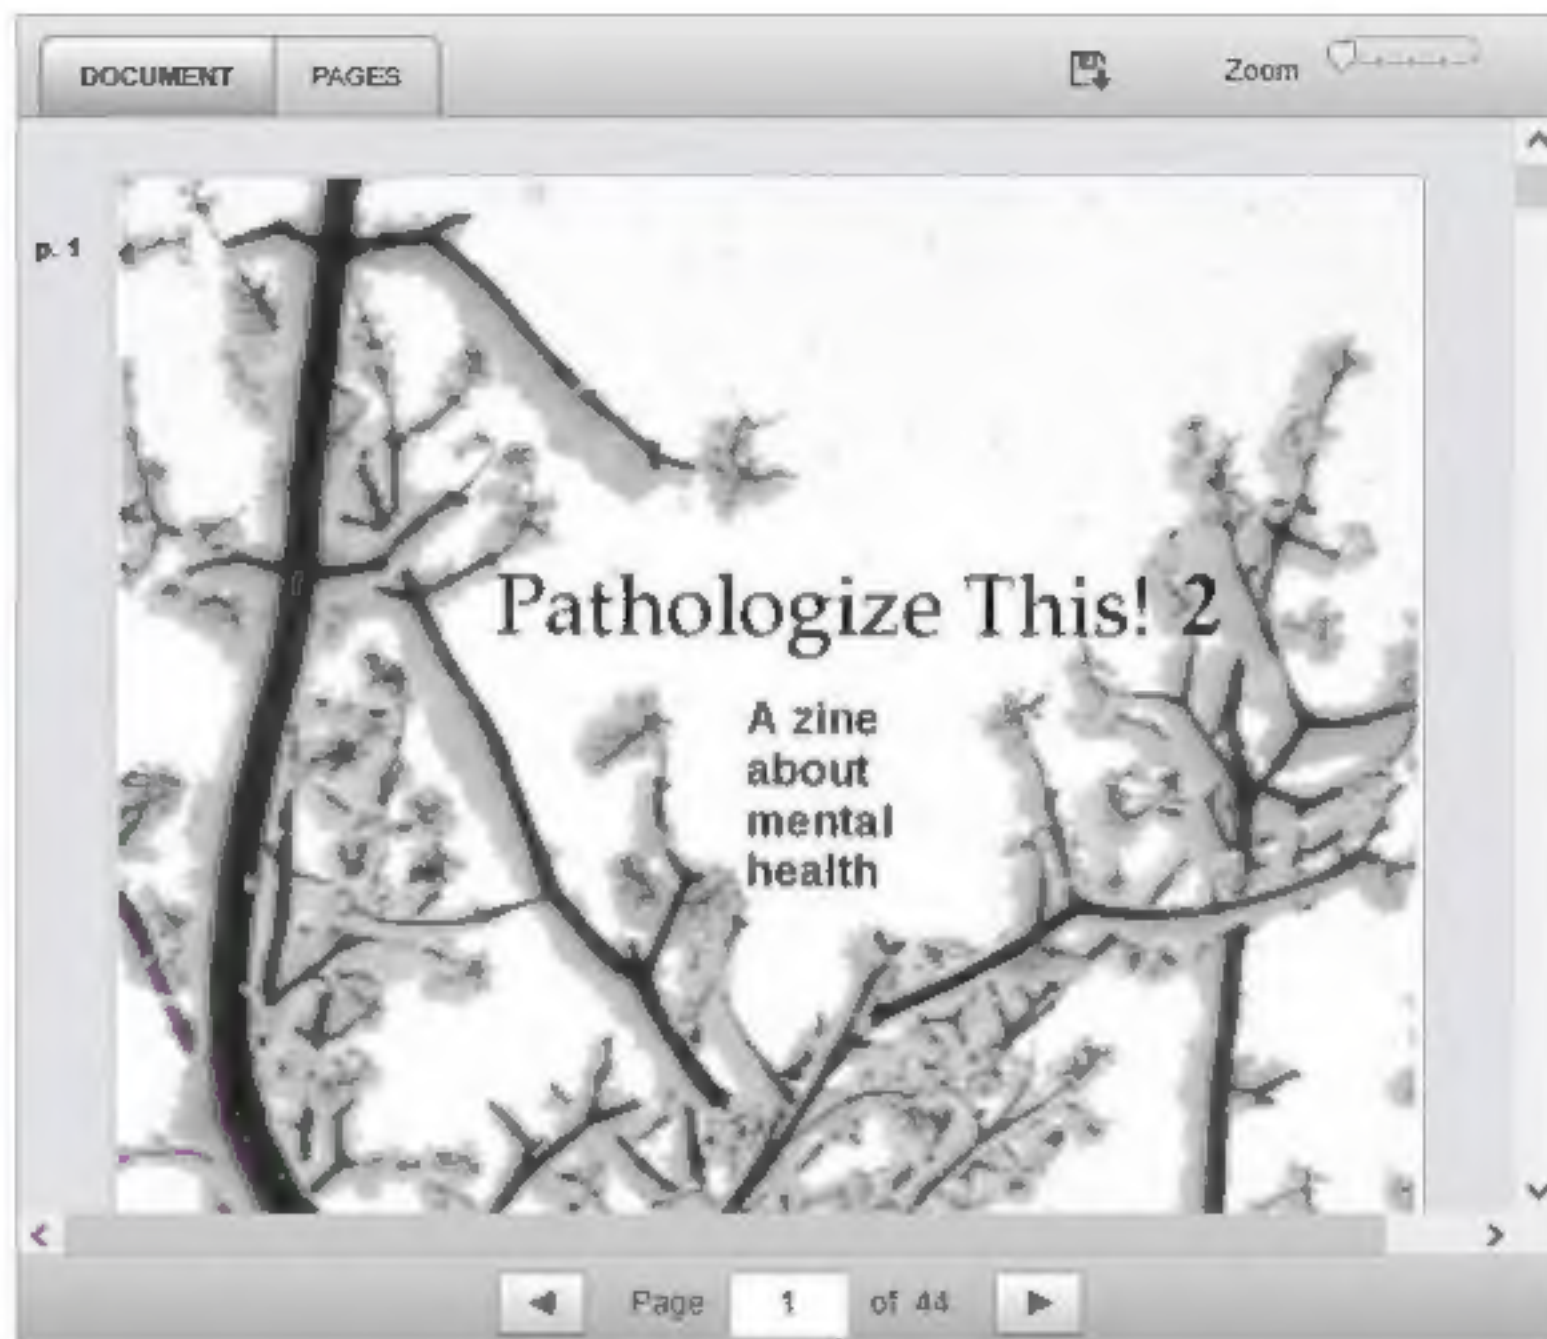 DOCUMENT PAGES Zoom
p. 1
Pathologize This! 2
A zine
about
mental
health
Page 1 of 44